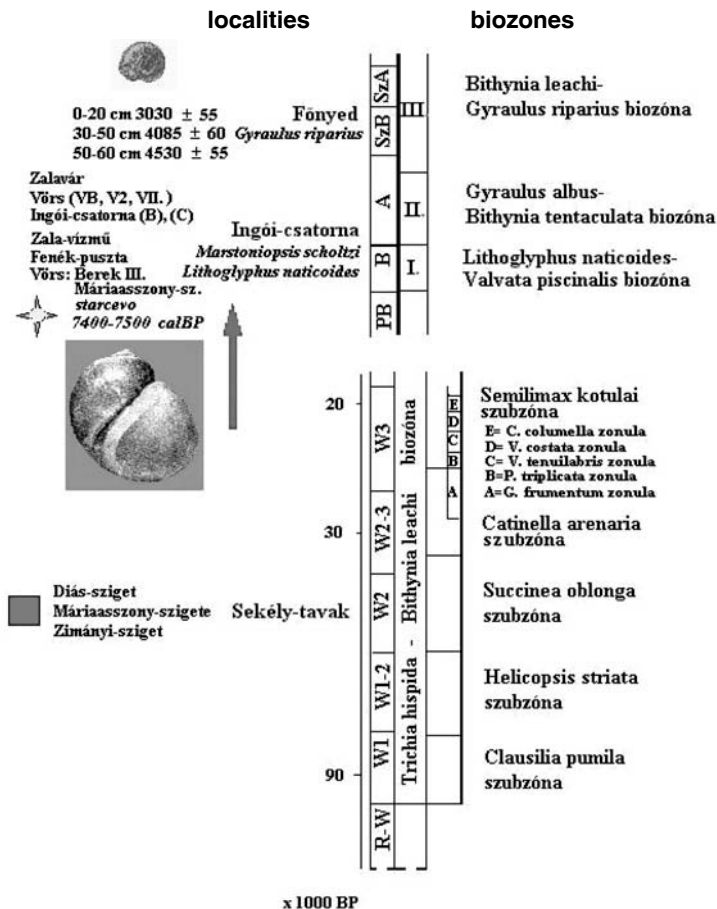 localities
biozones
0-20 cm 3030 ± 55
30-50 cm 4085 ± 60
50-60 cm 4530 ± 55
Főnyed
Gyraulus riparius
Zalavár
Vörs (VB, V2, VII.)
Ingói-csatorna (B), (C)
Zala-vízmű
Fenék-puszta
Vörs: Berek III.
Máriaasszony-sz.
starcevo
7400-7500 calBP
Ingói-csatorna
Marstoniopsis scholtzi
Lithoglyphus naticoides
SzA
SzB
A
B
PB
III
II.
I.
Bithynia leachi-
Gyraulus riparius biozóna
Gyraulus albus-
Bithynia tentaculata biozóna
Lithoglyphus naticoides-
Valvata piscinalis biozóna
20
30
90
W3
W2-3
W2
W1-2
W1
R-W
Trichia hispida - Bithynia leachi biozóna
E
D
C
B
A
Semilimax kotulai
szubzóna
E= C. columella zonula
D= V. costata zonula
C= V. tenuilabris zonula
B=P. triplicata zonula
A=G. frumentum zonula
Catinella arenaria
szubzóna
Succinea oblonga
szubzóna
Helicopsis striata
szubzóna
Clausilia pumila
szubzóna
Diás-sziget
Máriaasszony-szigete
Zimányi-sziget
Sekély-tavak
x 1000 BP